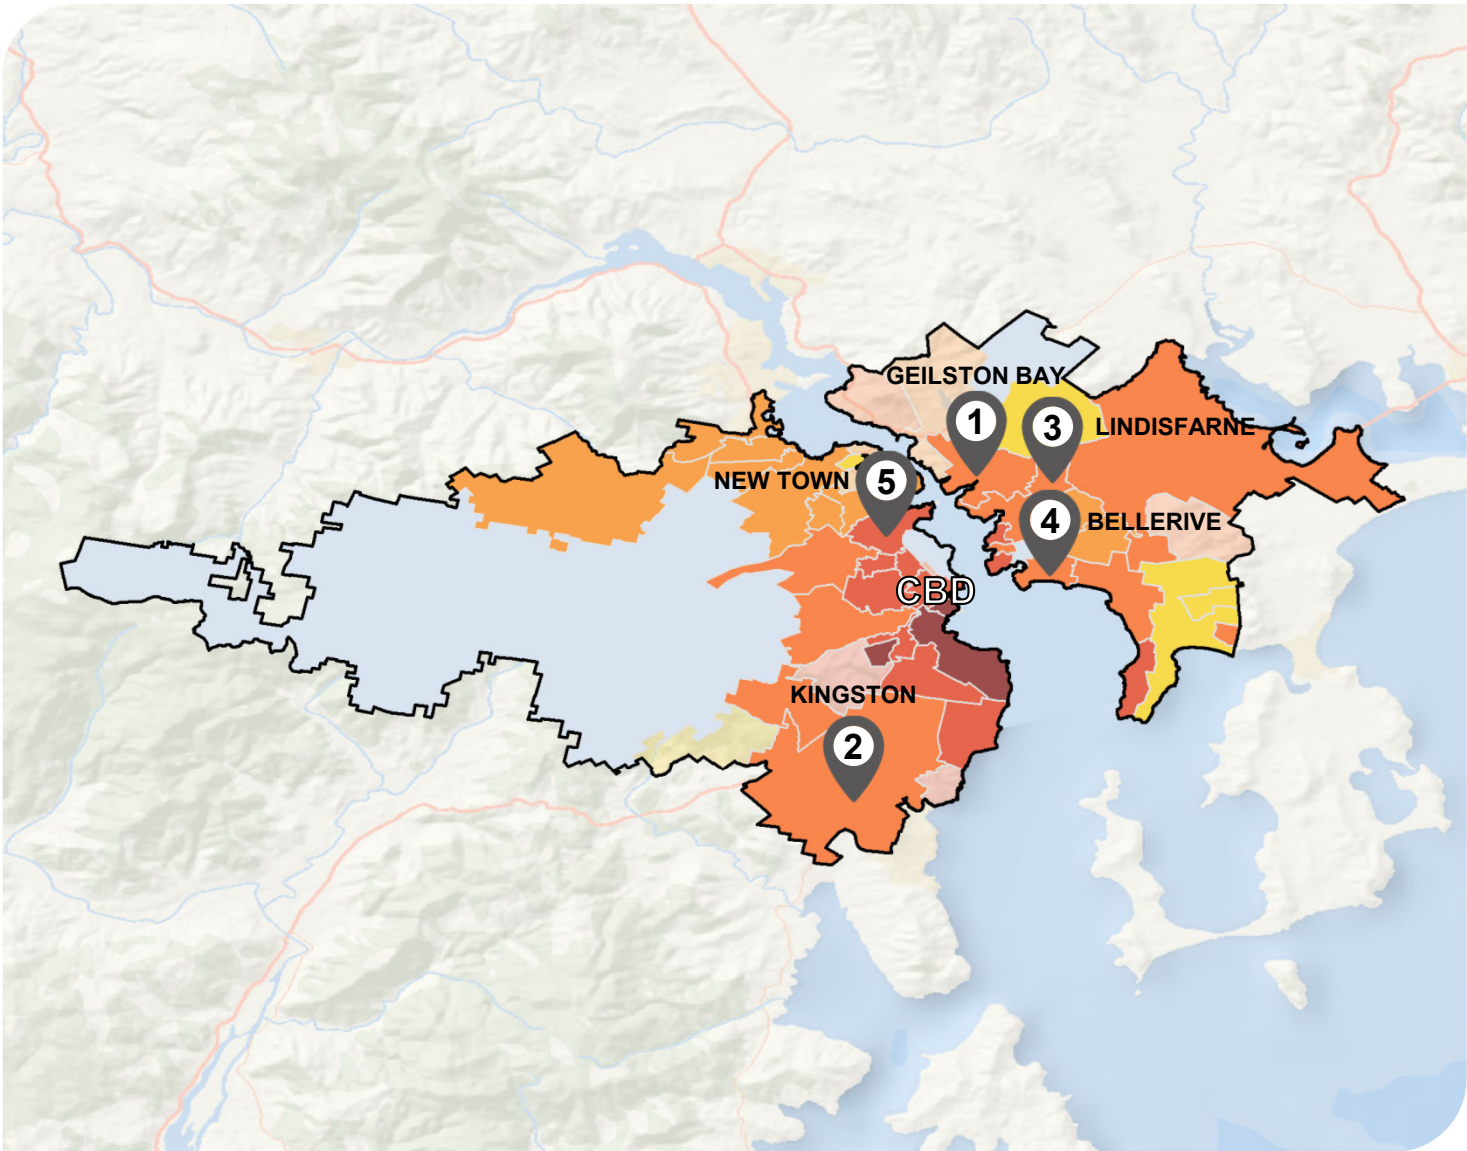 GEILSTON BAY
1
3
LINDISFARNE
NEW TOWN
5
4
BELLERIVE
CBD
KINGSTON
2